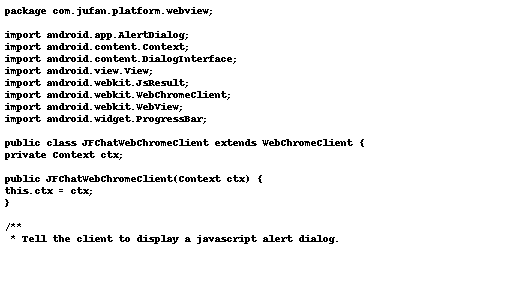 package com.jufan.platform.webview;

import android.app.AlertDialog;
import android.content.Context;
import android.content.DialogInterface;
import android.view.View;
import android.webkit.JsResult;
import android.webkit.WebChromeClient;
import android.webkit.WebView;
import android.widget.ProgressBar;

public class JFChatWebChromeClient extends WebChromeClient {
private Context ctx;

public JFChatWebChromeClient(Context ctx) {
this.ctx = ctx;
}

/**
 * Tell the client to display a javascript alert dialog.